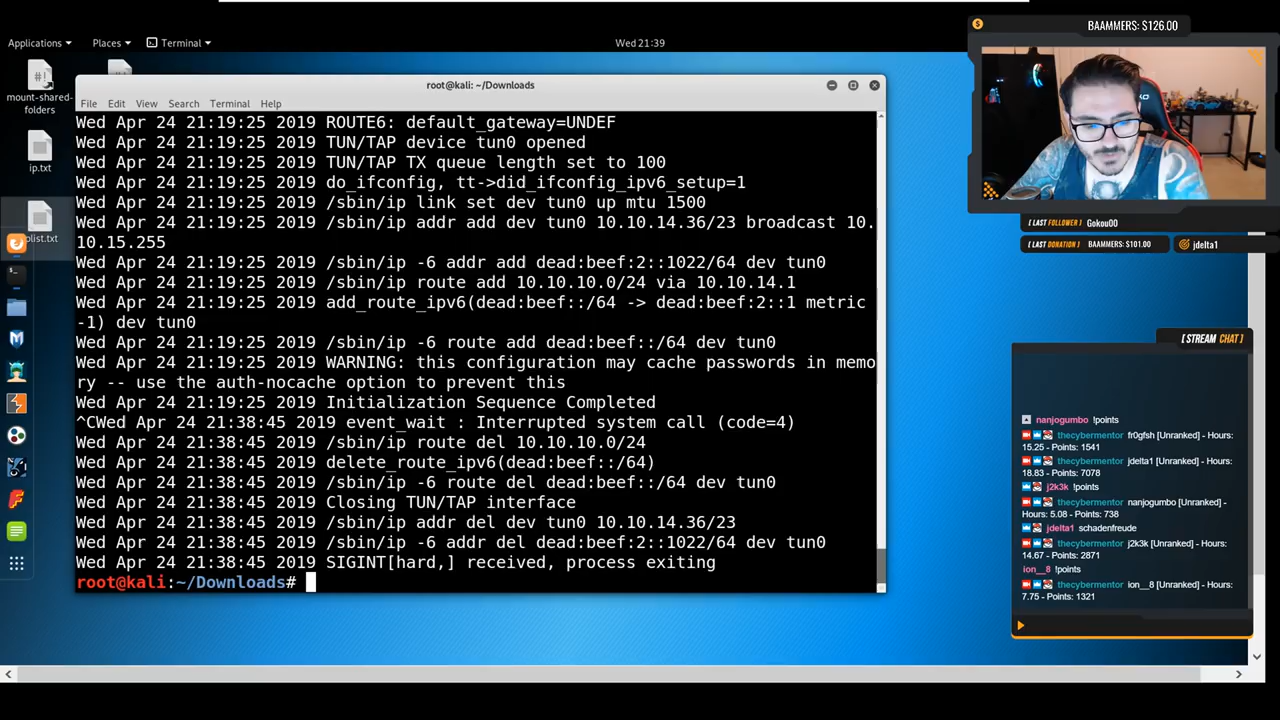 BAAMMERS: $126.00
Applications
Places
Terminal
Wed 21:39
mount-shared-
folders
ip.txt
root@kali: ~/Downloads
File Edit View Search Terminal Help
Wed Apr 24 21:19:25 2019 ROUTE6: default_gateway=UNDEF
Wed Apr 24 21:19:25 2019 TUN/TAP device tun0 opened
Wed Apr 24 21:19:25 2019 TUN/TAP TX queue length set to 100
Wed Apr 24 21:19:25 2019 do_ifconfig, tt->did_ifconfig_ipv6_setup=1
Wed Apr 24 21:19:25 2019 /sbin/ip link set dev tun0 up mtu 1500
Wed Apr 24 21:19:25 2019 /sbin/ip addr add dev tun0 10.10.14.36/23 broadcast 10.
10.15.255
Wed Apr 24 21:19:25 2019 /sbin/ip -6 addr add dead:beef:2::1022/64 dev tun0
Wed Apr 24 21:19:25 2019 /sbin/ip route add 10.10.10.0/24 via 10.10.14.1
Wed Apr 24 21:19:25 2019 add_route_ipv6(dead:beef::/64 -> dead:beef:2::1 metric
-1) dev tun0
Wed Apr 24 21:19:25 2019 /sbin/ip -6 route add dead:beef::/64 dev tun0
Wed Apr 24 21:19:25 2019 WARNING: this configuration may cache passwords in memo
ry -- use the auth-nocache option to prevent this
Wed Apr 24 21:19:25 2019 Initialization Sequence Completed
^CWed Apr 24 21:38:45 2019 event_wait : Interrupted system call (code=4)
Wed Apr 24 21:38:45 2019 /sbin/ip route del 10.10.10.0/24
Wed Apr 24 21:38:45 2019 delete_route_ipv6(dead:beef::/64)
Wed Apr 24 21:38:45 2019 /sbin/ip -6 route del dead:beef::/64 dev tun0
Wed Apr 24 21:38:45 2019 Closing TUN/TAP interface
Wed Apr 24 21:38:45 2019 /sbin/ip addr del dev tun0 10.10.14.36/23
Wed Apr 24 21:38:45 2019 /sbin/ip -6 addr del dead:beef:2::1022/64 dev tun0
Wed Apr 24 21:38:45 2019 SIGINT[hard,] received, process exiting
root@kali:~/Downloads#
[ LAST FOLLOWER ] Gokou00
[ LAST DONATION ] BAAMMERS: $101.00
jdelta1
[ STREAM CHAT ]
nanjogumbo !points
thecybermentor fr0gfsh [Unranked] - Hours:
15.25 - Points: 1541
thecybermentor jdelta1 [Unranked] - Hours:
18.83 - Points: 7078
j2k3k !points
thecybermentor nanjogumbo [Unranked] -
Hours: 5.08 - Points: 738
jdelta1 schadenfreude
thecybermentor j2k3k [Unranked] - Hours:
14.67 - Points: 2871
ion__8 !points
thecybermentor ion__8 [Unranked] - Hours:
7.75 - Points: 1321